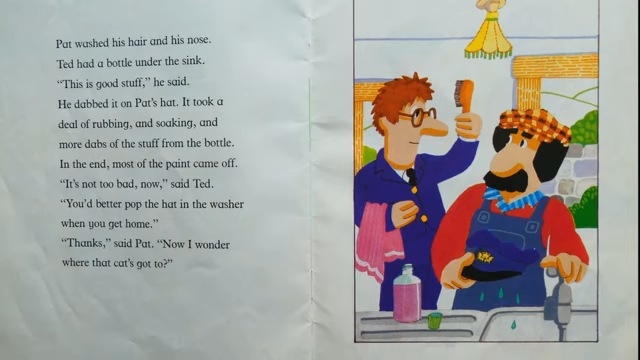 Pat washed his hair and his nose.
Ted had a bottle under the sink.
“This is good stuff,” he said.
He dabbed it on Pat’s hat. It took a
deal of rubbing, and soaking, and
more dabs of the stuff from the bottle.
In the end, most of the paint came off.
“It’s not too bad, now,” said Ted.
“You’d better pop the hat in the washer
when you get home.”
“Thanks,” said Pat. “Now I wonder
where that cat’s got to?”